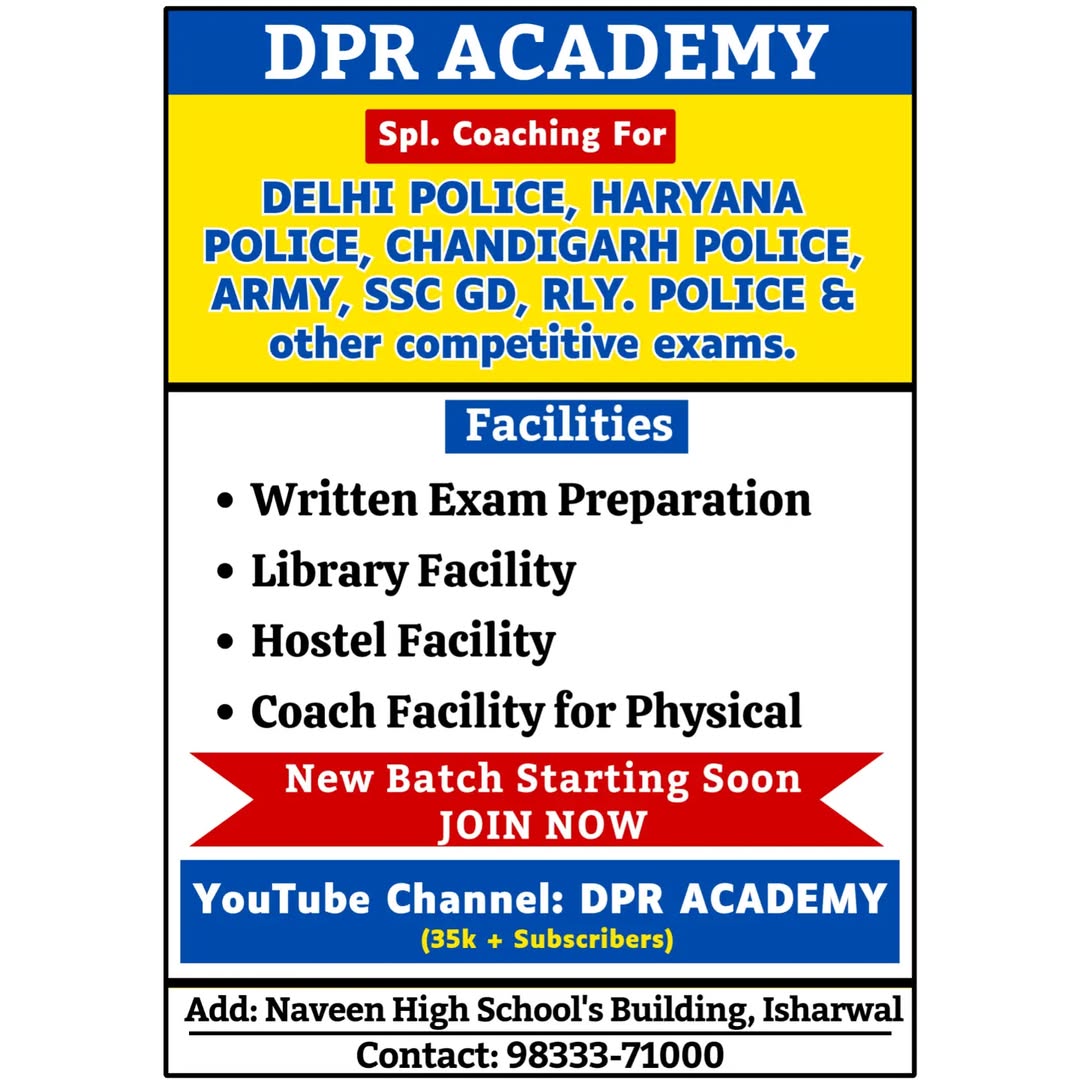 DPR ACADEMY
Spl. Coaching For
DELHI POLICE, HARYANA
POLICE, CHANDIGARH POLICE,
ARMY, SSC GD, RLY. POLICE &
other competitive exams.
Facilities
• Written Exam Preparation
• Library Facility
• Hostel Facility
• Coach Facility for Physical
New Batch Starting Soon
JOIN NOW
YouTube Channel: DPR ACADEMY
(35k + Subscribers)
Add: Naveen High School's Building, Isharwal
Contact: 98333-71000